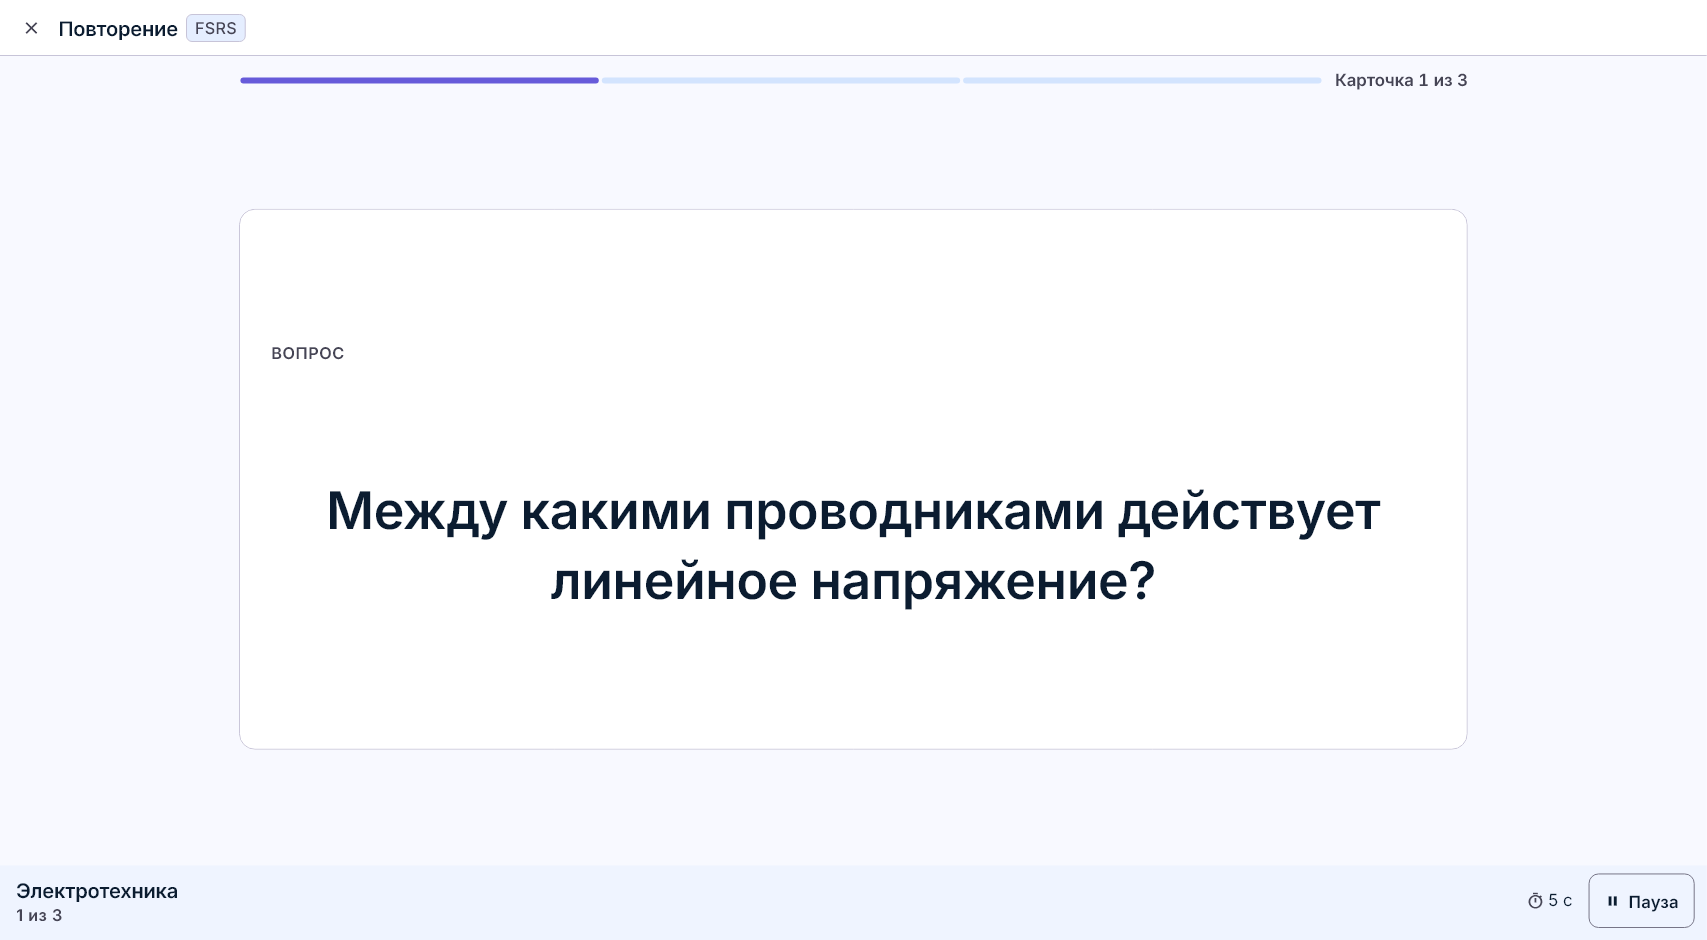 Повторение FSRS
Карточка 1 из 3
ВОПРОС
Между какими проводниками действует
линейное напряжение?
Электротехника
1 из 3
5 с
Пауза